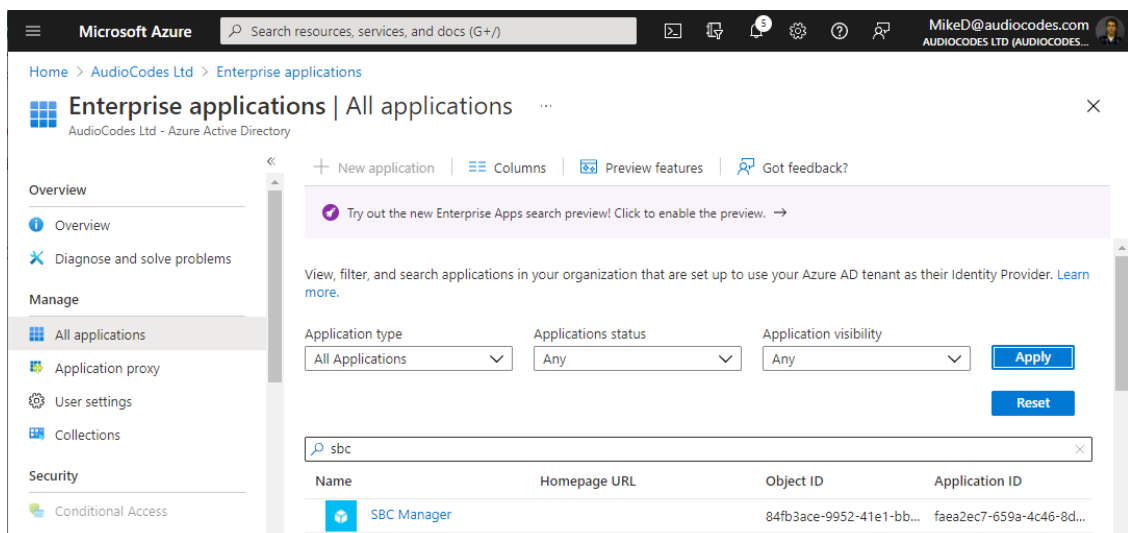 Microsoft Azure
Search resources, services, and docs (G+/)
5
MikeD@audiocodes.com
AUDIOCODES LTD (AUDIOCODES...
Home > AudioCodes Ltd > Enterprise applications
Enterprise applications | All applications ...
AudioCodes Ltd - Azure Active Directory
Overview
Overview
Diagnose and solve problems
Manage
All applications
Application proxy
User settings
Collections
Security
Conditional Access
New application
Columns
Preview features
Got feedback?
Try out the new Enterprise Apps search preview! Click to enable the preview. →
View, filter, and search applications in your organization that are set up to use your Azure AD tenant as their Identity Provider. Learn
more.
Application type
All Applications
Applications status
Any
Application visibility
Any
Apply
Reset
sbc
Name Homepage URL Object ID Application ID
SBC Manager 84fb3ace-9952-41e1-bb... faea2ec7-659a-4c46-8d...